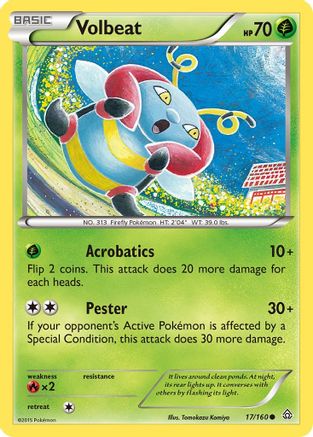 BASIC
Volbeat
HP70
NO. 313 Firefly Pokémon HT: 2'04" WT: 39.0 lbs.
Acrobatics 10+
Flip 2 coins. This attack does 20 more damage for
each heads.
Pester 30+
If your opponent's Active Pokémon is affected by a
Special Condition, this attack does 30 more damage.
weakness resistance
×2
It lives around clean ponds. At night,
its rear lights up. It converses with
others by flashing its light.
retreat
©2015 Pokémon
Illus. Tomokazu Komiya
17/160